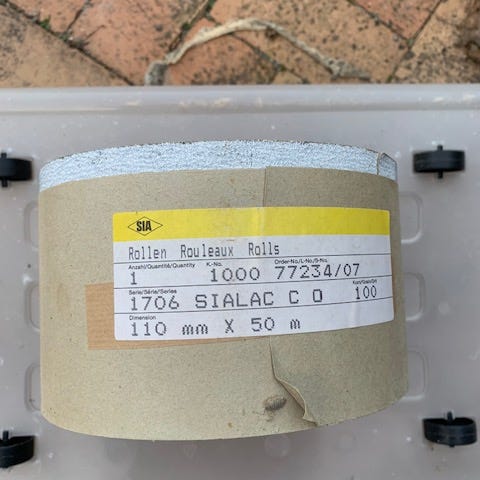 SIA
Rollen Rouleaux Rolls
Anzahl/Quantité/Quantity K.-No. Order-No./L-No./S-No.
1 1000 77234/07
Serie/Série/Series Korn/Grain/Grit
1706 SIALAC C O 100
Dimension
110 mm X 50 m